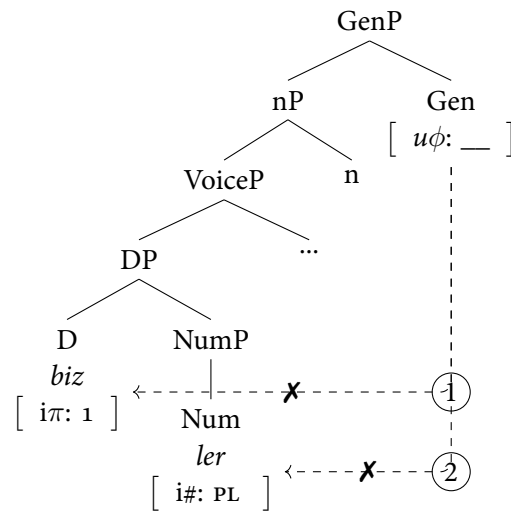 GenP
nP Gen
[ uϕ: __ ]
VoiceP n
DP ...
D NumP
biz
[ iπ: 1 ]
✗ 1
Num
ler
✗ 2
[ i#: PL ]